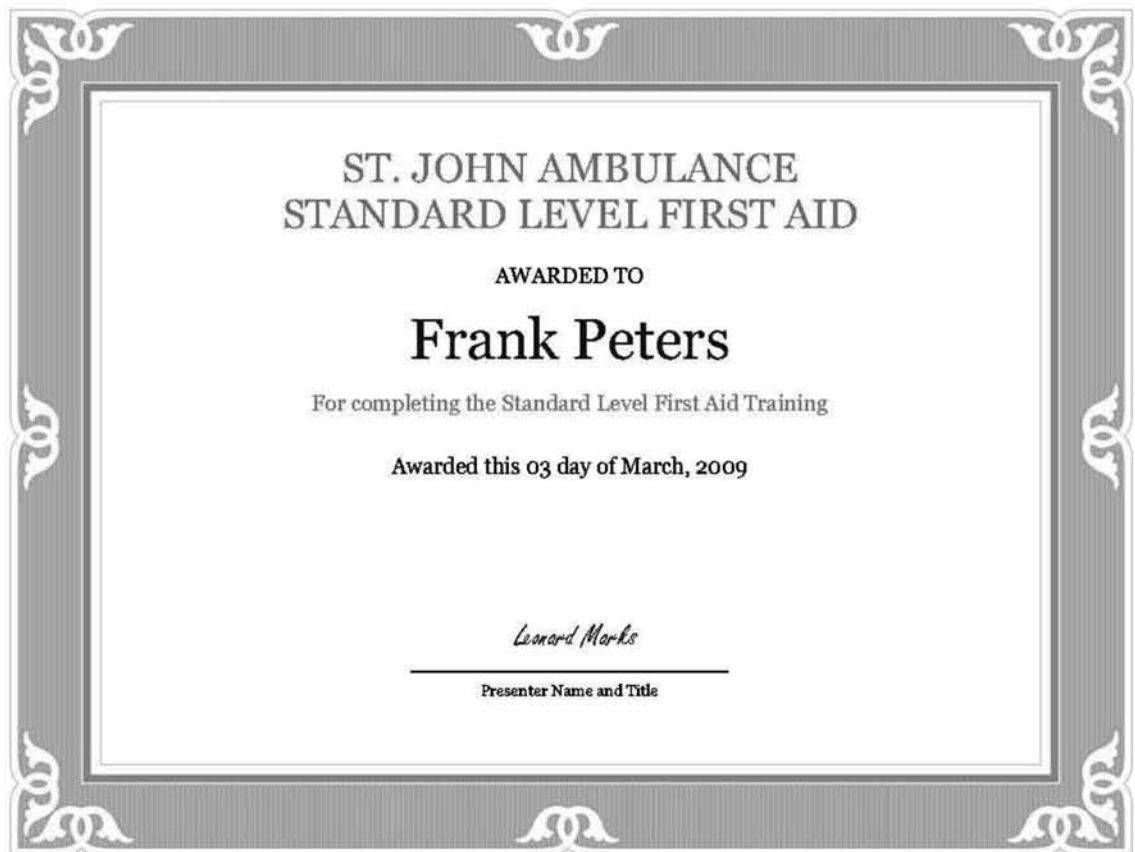 ST. JOHN AMBULANCE
STANDARD LEVEL FIRST AID
AWARDED TO
Frank Peters
For completing the Standard Level First Aid Training
Awarded this 03 day of March, 2009
Leonard Marks
Presenter Name and Title